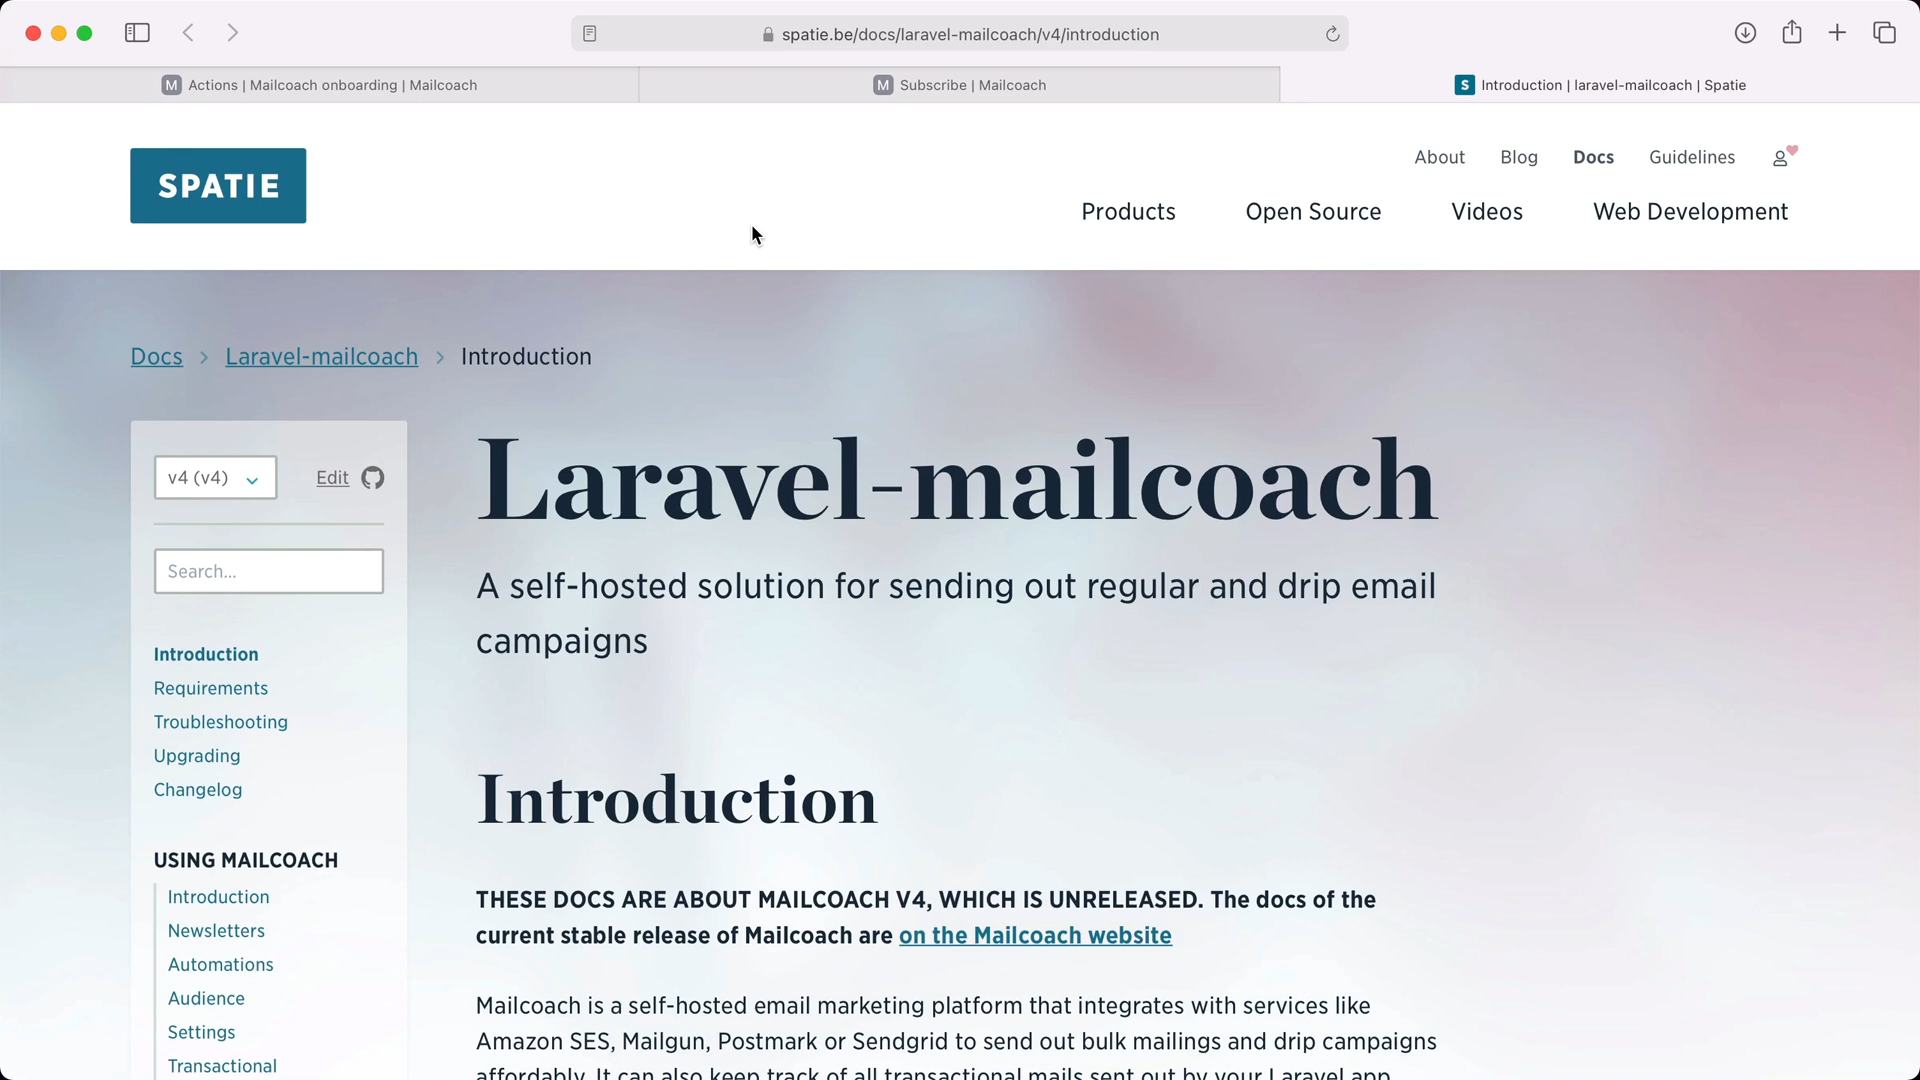 spatie.be/docs/laravel-mailcoach/v4/introduction
M Actions | Mailcoach onboarding | Mailcoach
M Subscribe | Mailcoach
S Introduction | laravel-mailcoach | Spatie
SPATIE
About Blog Docs Guidelines
Products Open Source Videos Web Development
Docs > Laravel-mailcoach > Introduction
v4 (v4) Edit
Search...
Introduction
Requirements
Troubleshooting
Upgrading
Changelog
USING MAILCOACH
Introduction
Newsletters
Automations
Audience
Settings
Transactional
Laravel-mailcoach
A self-hosted solution for sending out regular and drip email
campaigns
Introduction
THESE DOCS ARE ABOUT MAILCOACH V4, WHICH IS UNRELEASED. The docs of the
current stable release of Mailcoach are on the Mailcoach website
Mailcoach is a self-hosted email marketing platform that integrates with services like
Amazon SES, Mailgun, Postmark or Sendgrid to send out bulk mailings and drip campaigns
affordably. It can also keep track of all transactional mails sent out by your Laravel app.